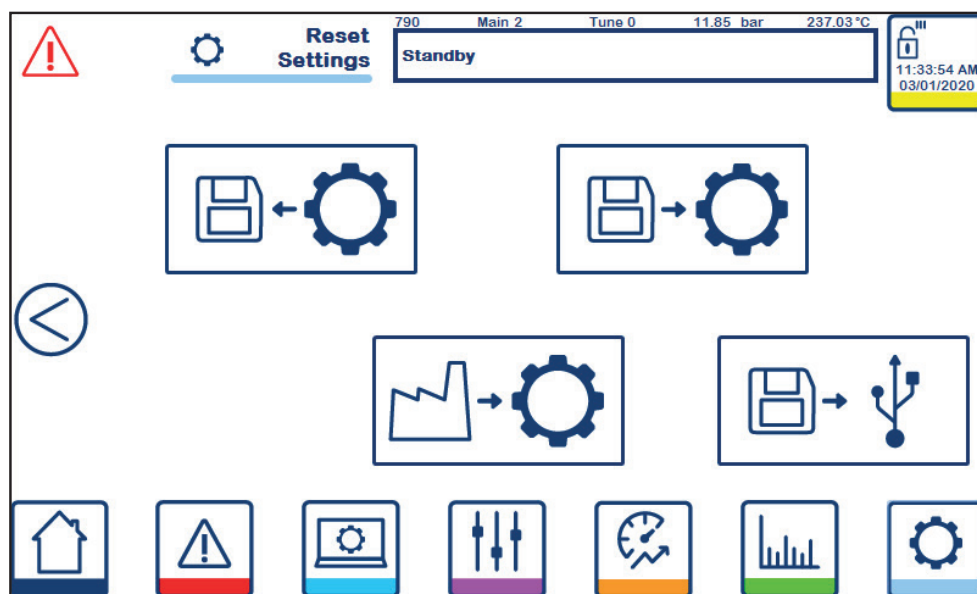 790 Main 2 Tune 0 11.85 bar 237.03 °C
Reset
Settings
Standby
11:33:54 AM
03/01/2020